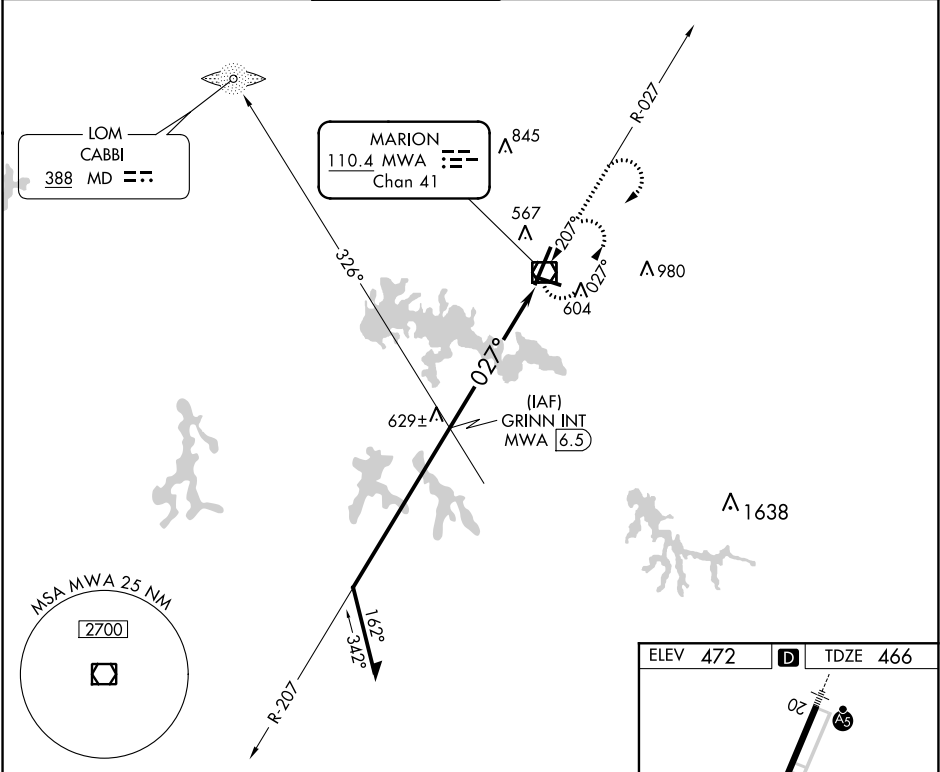 R-027
LOM
CABBI
388 MD
MARION
110.4 MWA
Chan 41
845
567
207°
027°
604
980
326°
027°
629±
(IAF)
GRINN INT
MWA 6.5
1638
MSA MWA 25 NM
2700
162°
342°
R-207
ELEV 472 D TDZE 466
20
A5